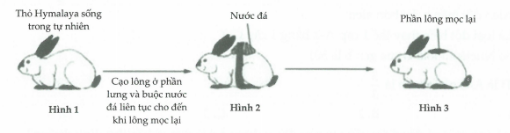 Thỏ Hymalaya sống
trong tự nhiên
Nước đá
Phần lông mọc lại
Cạo lông ở phần
lưng và buộc nước
đá liên tục cho đến
khi lông mọc lại
Hình 1
Hình 2
Hình 3